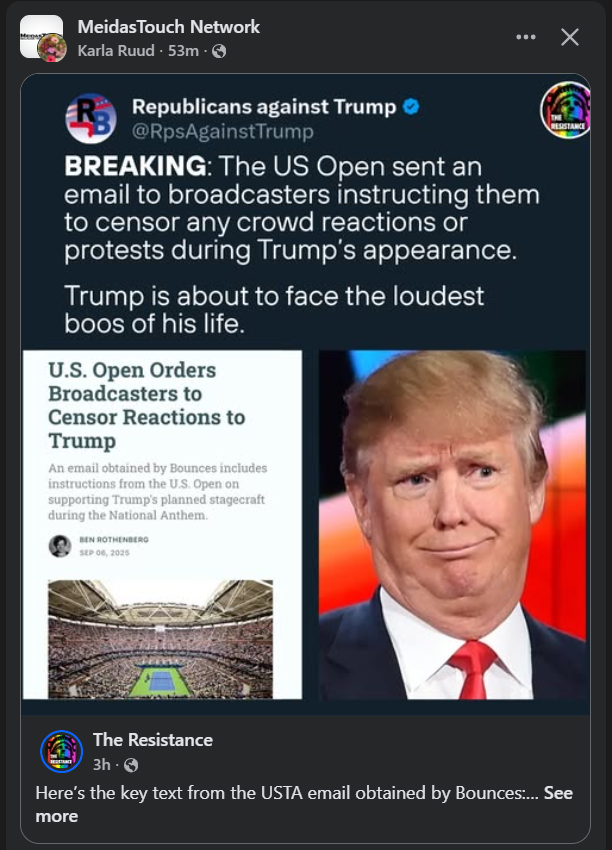 MeidasTouch Network
Karla Ruud · 53m ·
Republicans against Trump
@RpsAgainstTrump
THE
RESISTANCE
BREAKING: The US Open sent an
email to broadcasters instructing them
to censor any crowd reactions or
protests during Trump's appearance.
Trump is about to face the loudest
boos of his life.
U.S. Open Orders
Broadcasters to
Censor Reactions to
Trump
An email obtained by Bounces includes
instructions from the U.S. Open on
supporting Trump's planned stagecraft
during the National Anthem.
BEN ROTHENBERG
SEP 06, 2025
The Resistance
3h ·
Here's the key text from the USTA email obtained by Bounces:... See
more